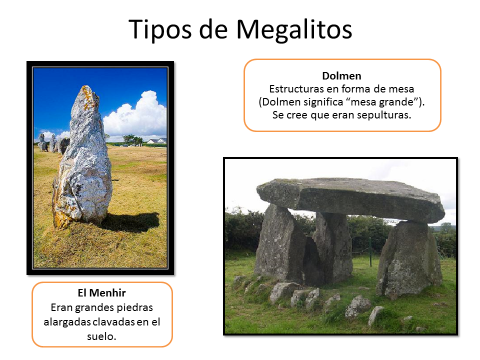 Tipos de Megalitos
Dolmen
Estructuras en forma de mesa
(Dolmen significa “mesa grande”).
Se cree que eran sepulturas.
El Menhir
Eran grandes piedras
alargadas clavadas en el
suelo.